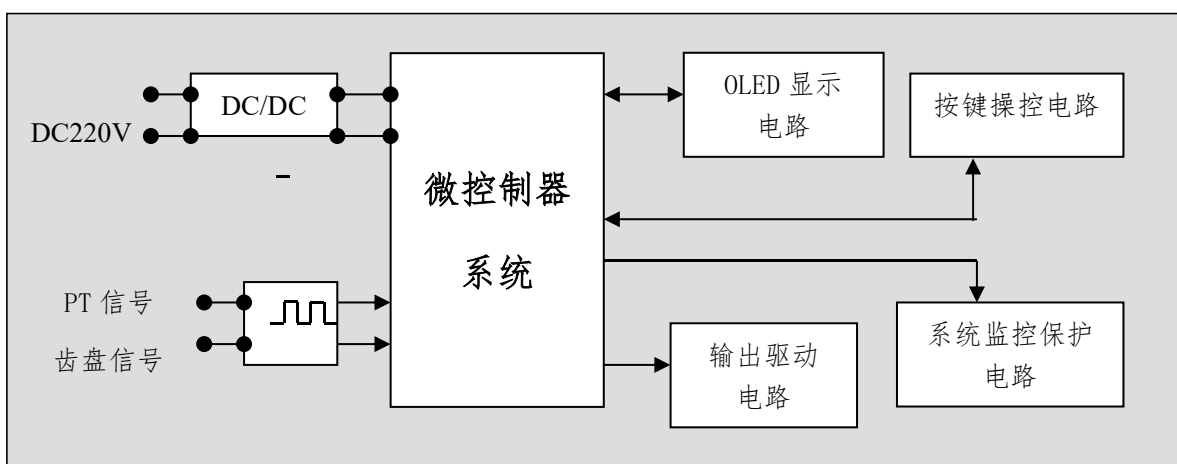 DC220V
DC/DC
PT 信号
齿盘信号
微控制器
系统
OLED 显示
电路
按键操控电路
系统监控保护
电路
输出驱动
电路